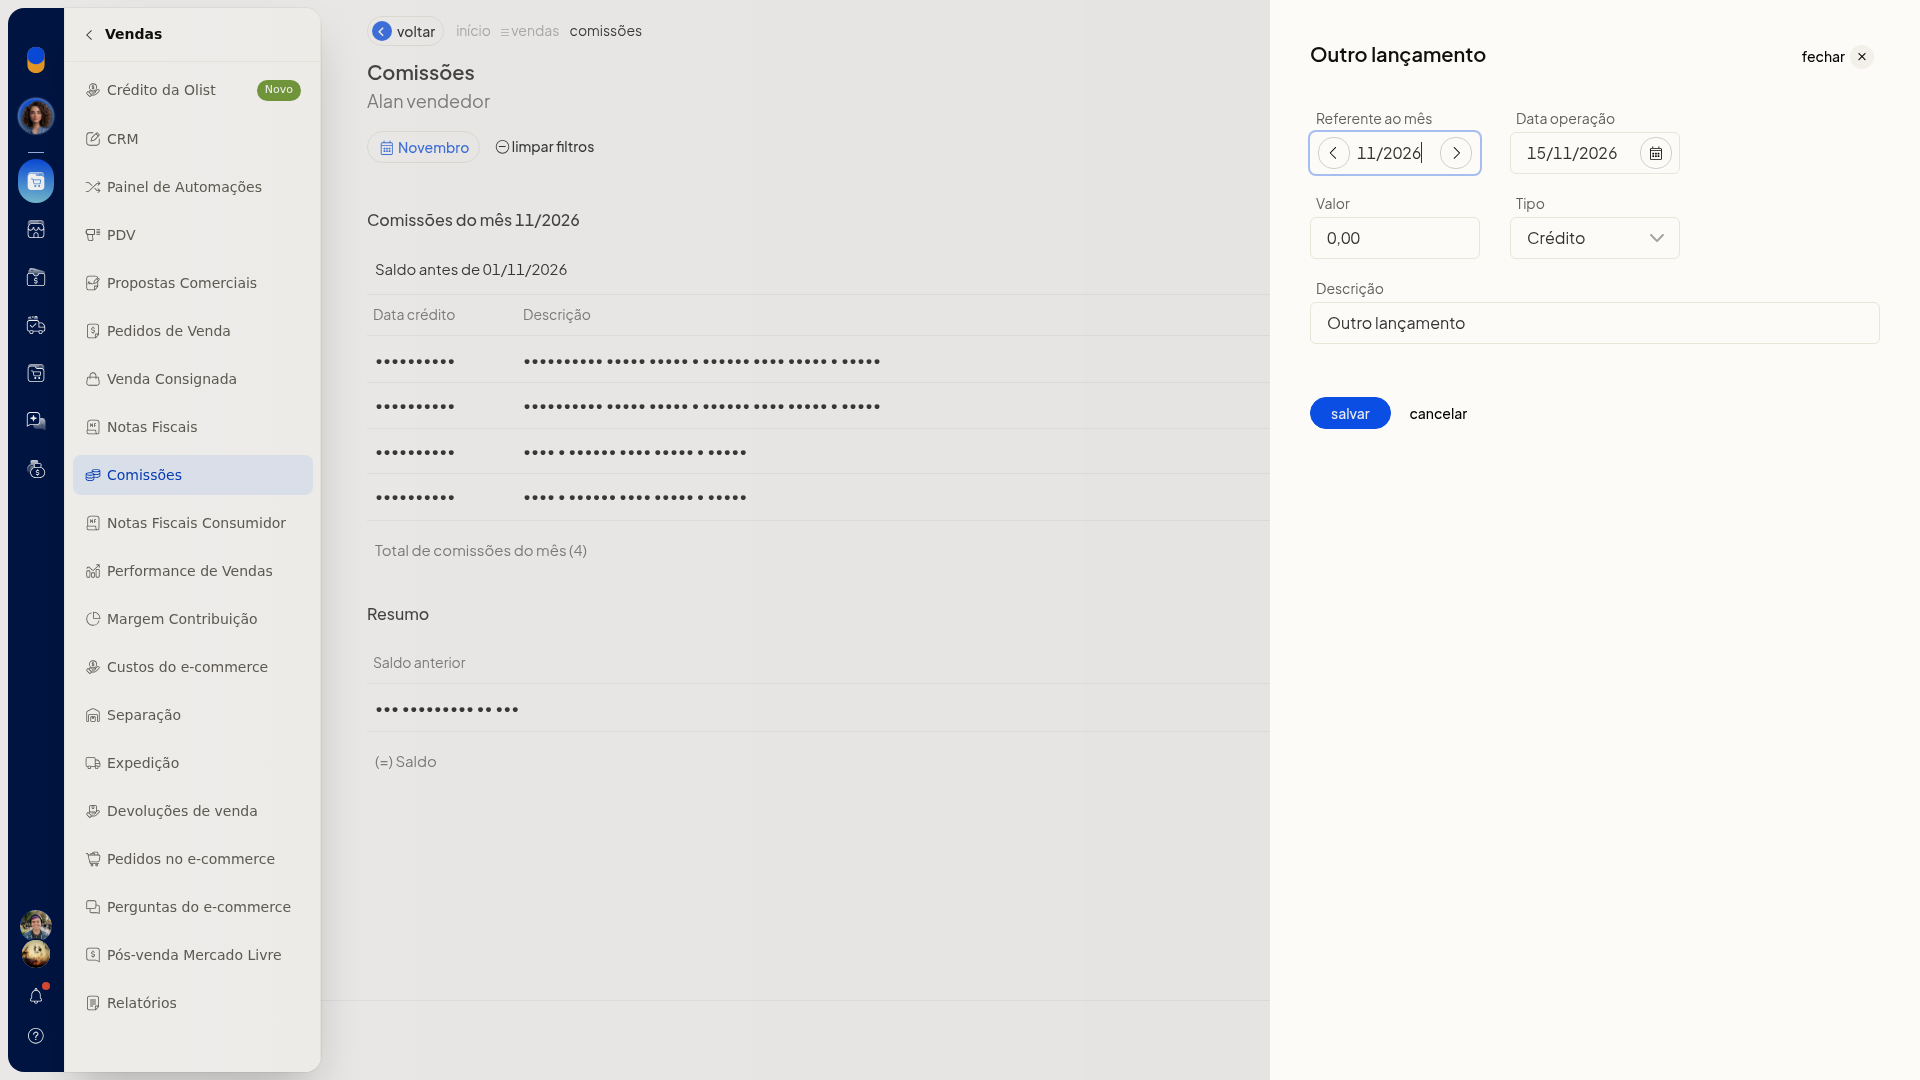 Vendas
Crédito da Olist
Novo
CRM
Painel de Automações
PDV
Propostas Comerciais
Pedidos de Venda
Venda Consignada
Notas Fiscais
Comissões
Notas Fiscais Consumidor
Performance de Vendas
Margem Contribuição
Custos do e-commerce
Separação
Expedição
Devoluções de venda
Pedidos no e-commerce
Perguntas do e-commerce
Pós-venda Mercado Livre
Relatórios
voltar início vendas comissões
Comissões
Alan vendedor
Novembro limpar filtros
Comissões do mês 11/2026
Saldo antes de 01/11/2026
Data crédito Descrição
•••••••••• •••••••••• ••••• ••••• • •••••• •••• ••••• • •••••
•••••••••• •••••••••• ••••• ••••• • •••••• •••• ••••• • •••••
•••••••••• •••• • •••••• •••• ••••• • •••••
•••••••••• •••• • •••••• •••• ••••• • •••••
Total de comissões do mês (4)
Resumo
Saldo anterior
••• ••••••••• •• •••
(=) Saldo
Outro lançamento
fechar
Referente ao mês Data operação
11/2026 15/11/2026
Valor Tipo
0,00 Crédito
Descrição
Outro lançamento
salvar cancelar